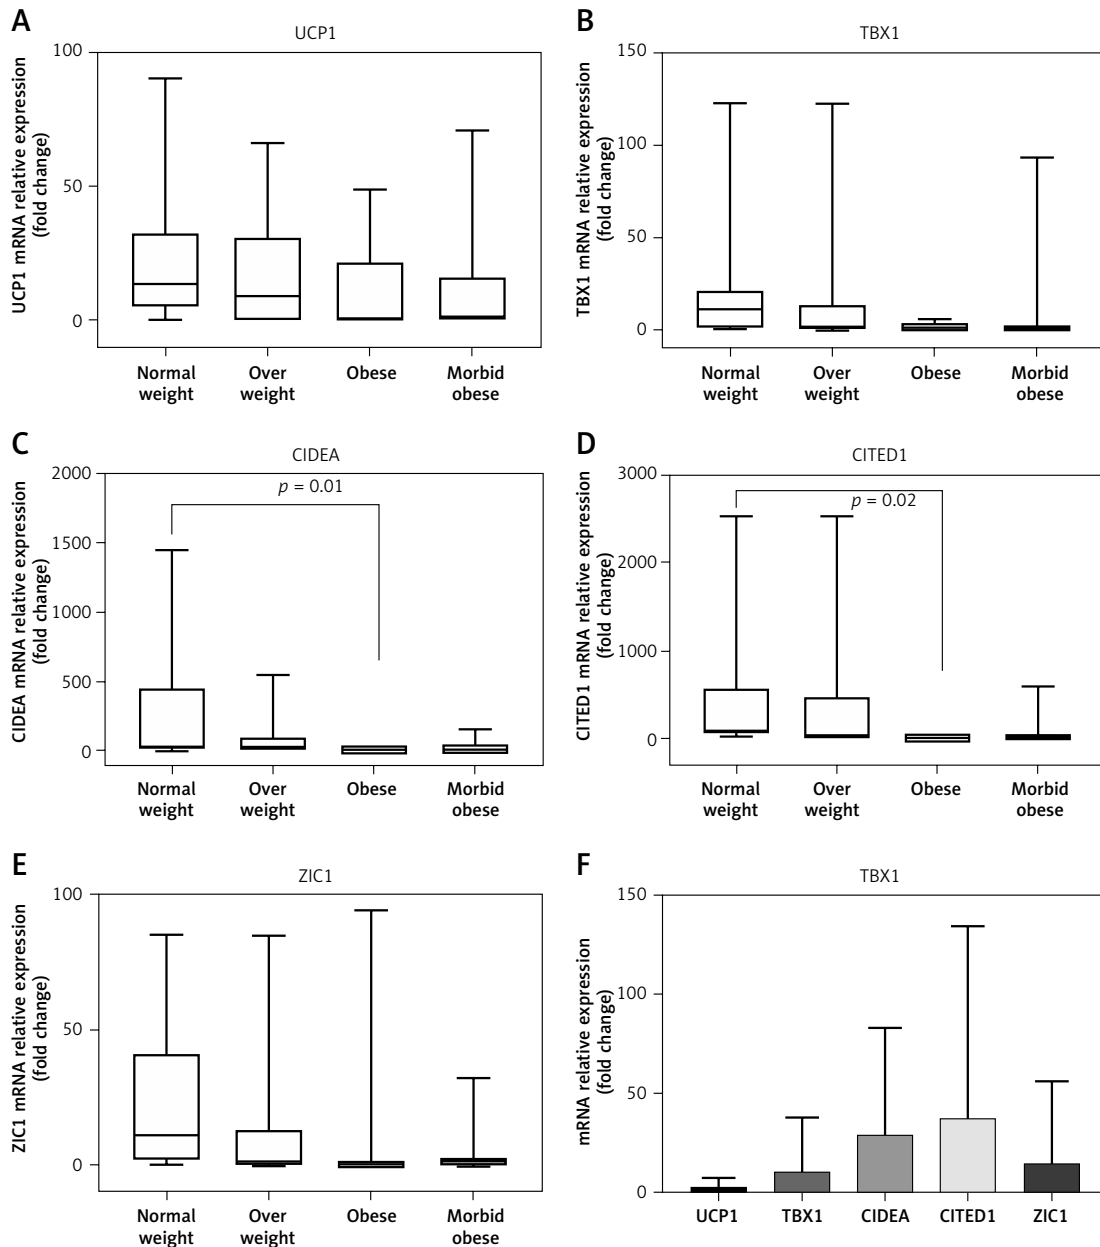 A
UCP1
UCP1 mRNA relative expression
(fold change)
100
50
0
Normal weight
Over weight
Obese
Morbid obese
B
TBX1
TBX1 mRNA relative expression
(fold change)
150
100
50
0
Normal weight
Over weight
Obese
Morbid obese
C
CIDEA
CIDEA mRNA relative expression
(fold change)
2000
1500
1000
500
0
p = 0.01
Normal weight
Over weight
Obese
Morbid obese
D
CITED1
CITED1 mRNA relative expression
(fold change)
3000
2000
1000
0
p = 0.02
Normal weight
Over weight
Obese
Morbid obese
E
ZIC1
ZIC1 mRNA relative expression
(fold change)
100
50
0
Normal weight
Over weight
Obese
Morbid obese
F
TBX1
mRNA relative expression
(fold change)
150
100
50
0
UCP1
TBX1
CIDEA
CITED1
ZIC1